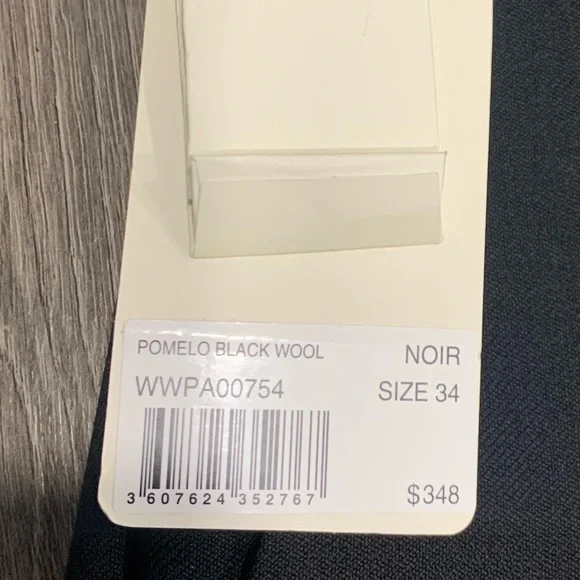 POMELO BLACK WOOL NOIR
WWPA00754 SIZE 34
3 607624 352767 $348